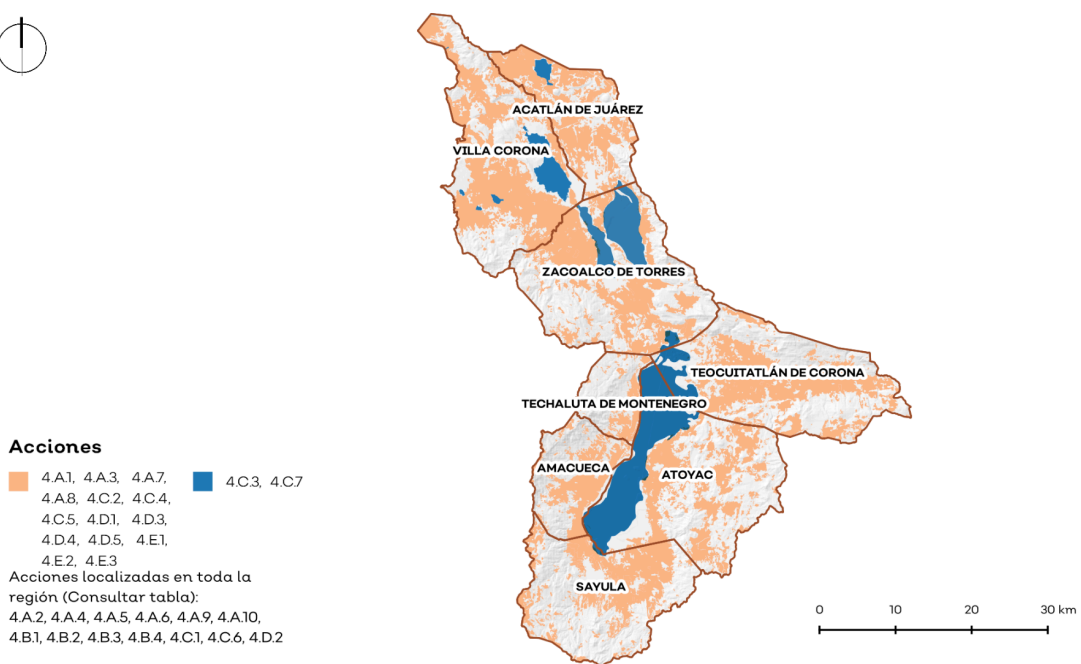 ACATLÁN DE JUÁREZ
VILLA CORONA
ZACOALCO DE TORRES
TEOCUITATLÁN DE CORONA
TECHALUTA DE MONTENEGRO
AMACUECA
ATOYAC
SAYULA
Acciones
4.A.1, 4.A.3, 4.A.7,
4.A.8, 4.C.2, 4.C.4,
4.C.5, 4.D.1, 4.D.3,
4.D.4, 4.D.5, 4.E.1,
4.E.2, 4.E.3
4.C.3, 4.C.7
Acciones localizadas en toda la
región (Consultar tabla):
4.A.2, 4.A.4, 4.A.5, 4.A.6, 4.A.9, 4.A.10,
4.B.1, 4.B.2, 4.B.3, 4.B.4, 4.C.1, 4.C.6, 4.D.2
0 10 20 30 km